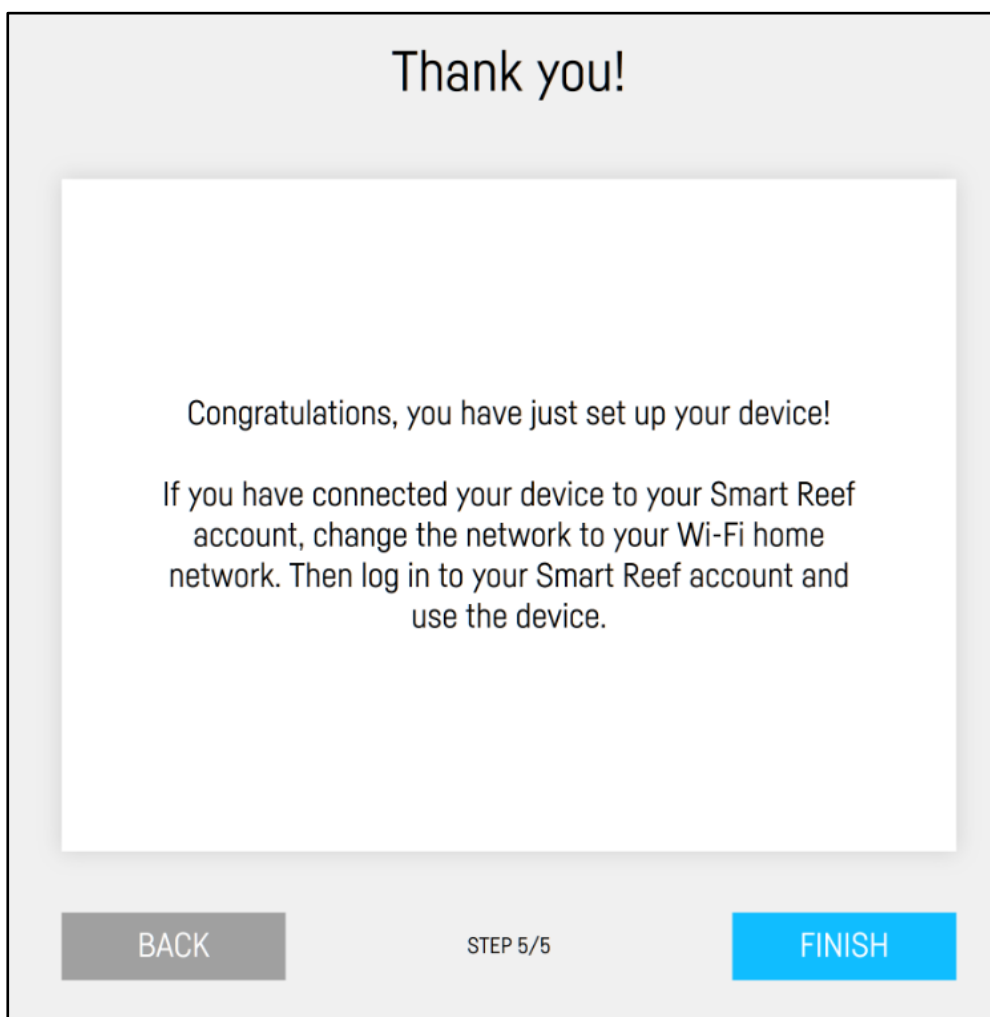 Thank you!
Congratulations, you have just set up your device!
If you have connected your device to your Smart Reef
account, change the network to your Wi-Fi home
network. Then log in to your Smart Reef account and
use the device.
BACK
STEP 5/5
FINISH